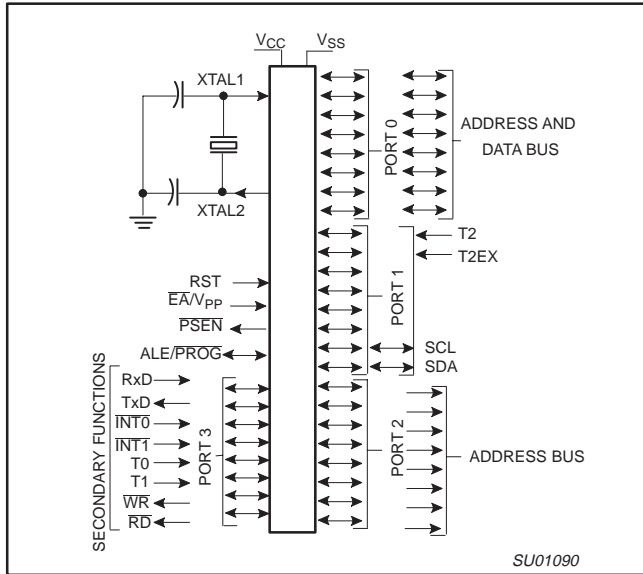 VCC VSS
XTAL1
XTAL2
PORT 0
ADDRESS AND
DATA BUS
PORT 1
T2
T2EX
SCL
SDA
RST
EA/VPP
PSEN
ALE/PROG
SECONDARY FUNCTIONS
RxD
TxD
INT0
INT1
T0
T1
WR
RD
PORT 3
PORT 2
ADDRESS BUS
SU01090